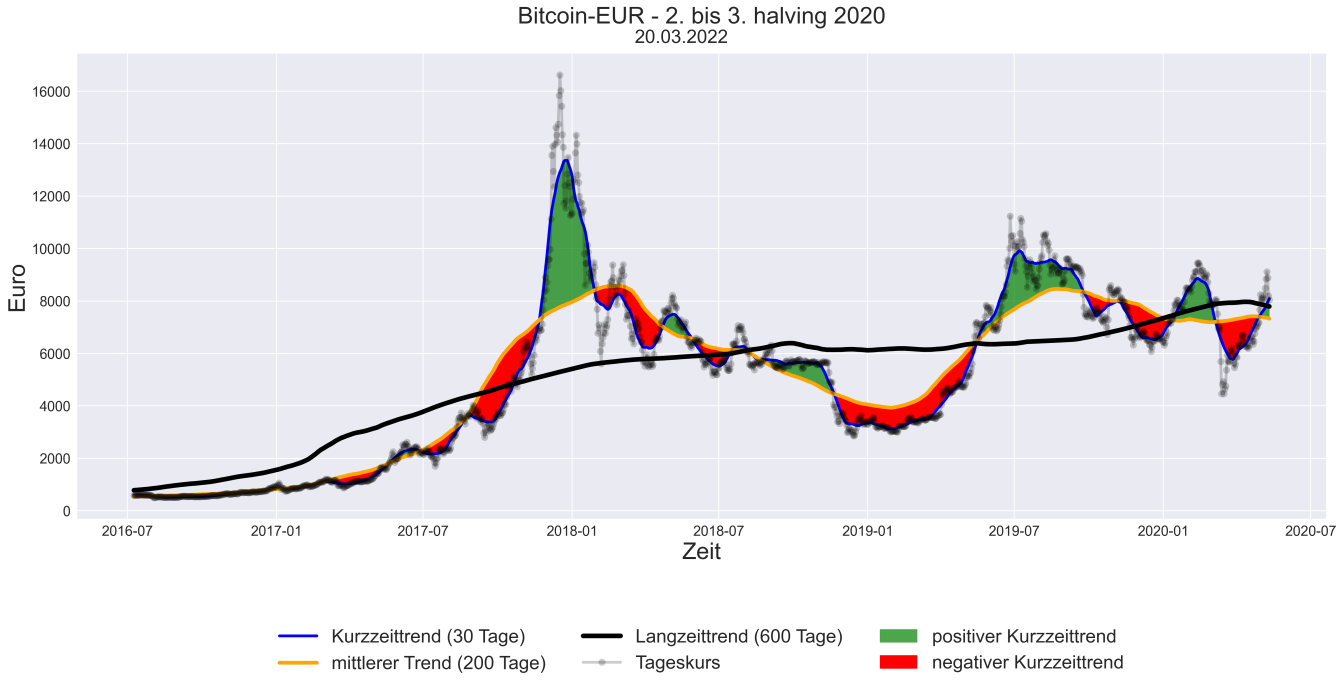 Bitcoin-EUR - 2. bis 3. halving 2020
20.03.2022
Euro
16000
14000
12000
10000
8000
6000
4000
2000
0
2016-07 2017-01 2017-07 2018-01 2018-07 2019-01 2019-07 2020-01 2020-07
Zeit
Kurzzeittrend (30 Tage) Langzeittrend (600 Tage) positiver Kurzzeittrend
mittlerer Trend (200 Tage) Tageskurs negativer Kurzzeittrend